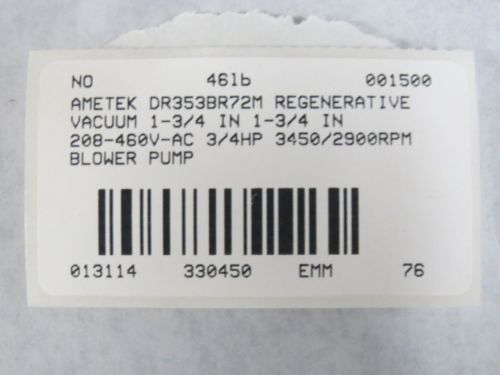 NO 46lb 001500
AMETEK DR353BR72M REGENERATIVE
VACUUM 1-3/4 IN 1-3/4 IN
208-460V-AC 3/4HP 3450/2900RPM
BLOWER PUMP
013114 330450 EMM 76